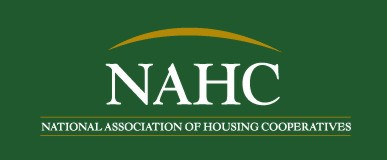 NAHC
NATIONAL ASSOCIATION OF HOUSING COOPERATIVES